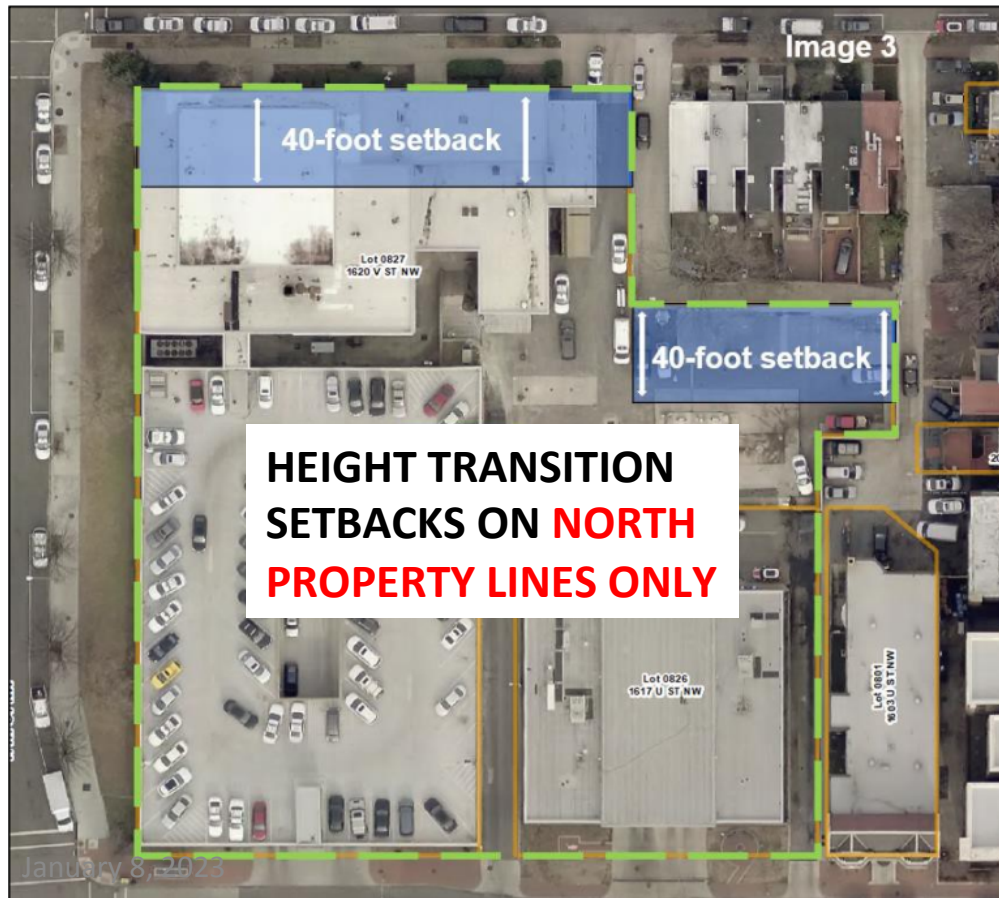 Image 3
40-foot setback
Lot 0827
1620 V ST NW
40-foot setback
HEIGHT TRANSITION
SETBACKS ON NORTH
PROPERTY LINES ONLY
20
Lot 0826
1617 U ST NW
Lot 0801
1603 U ST NW
January 8, 2023